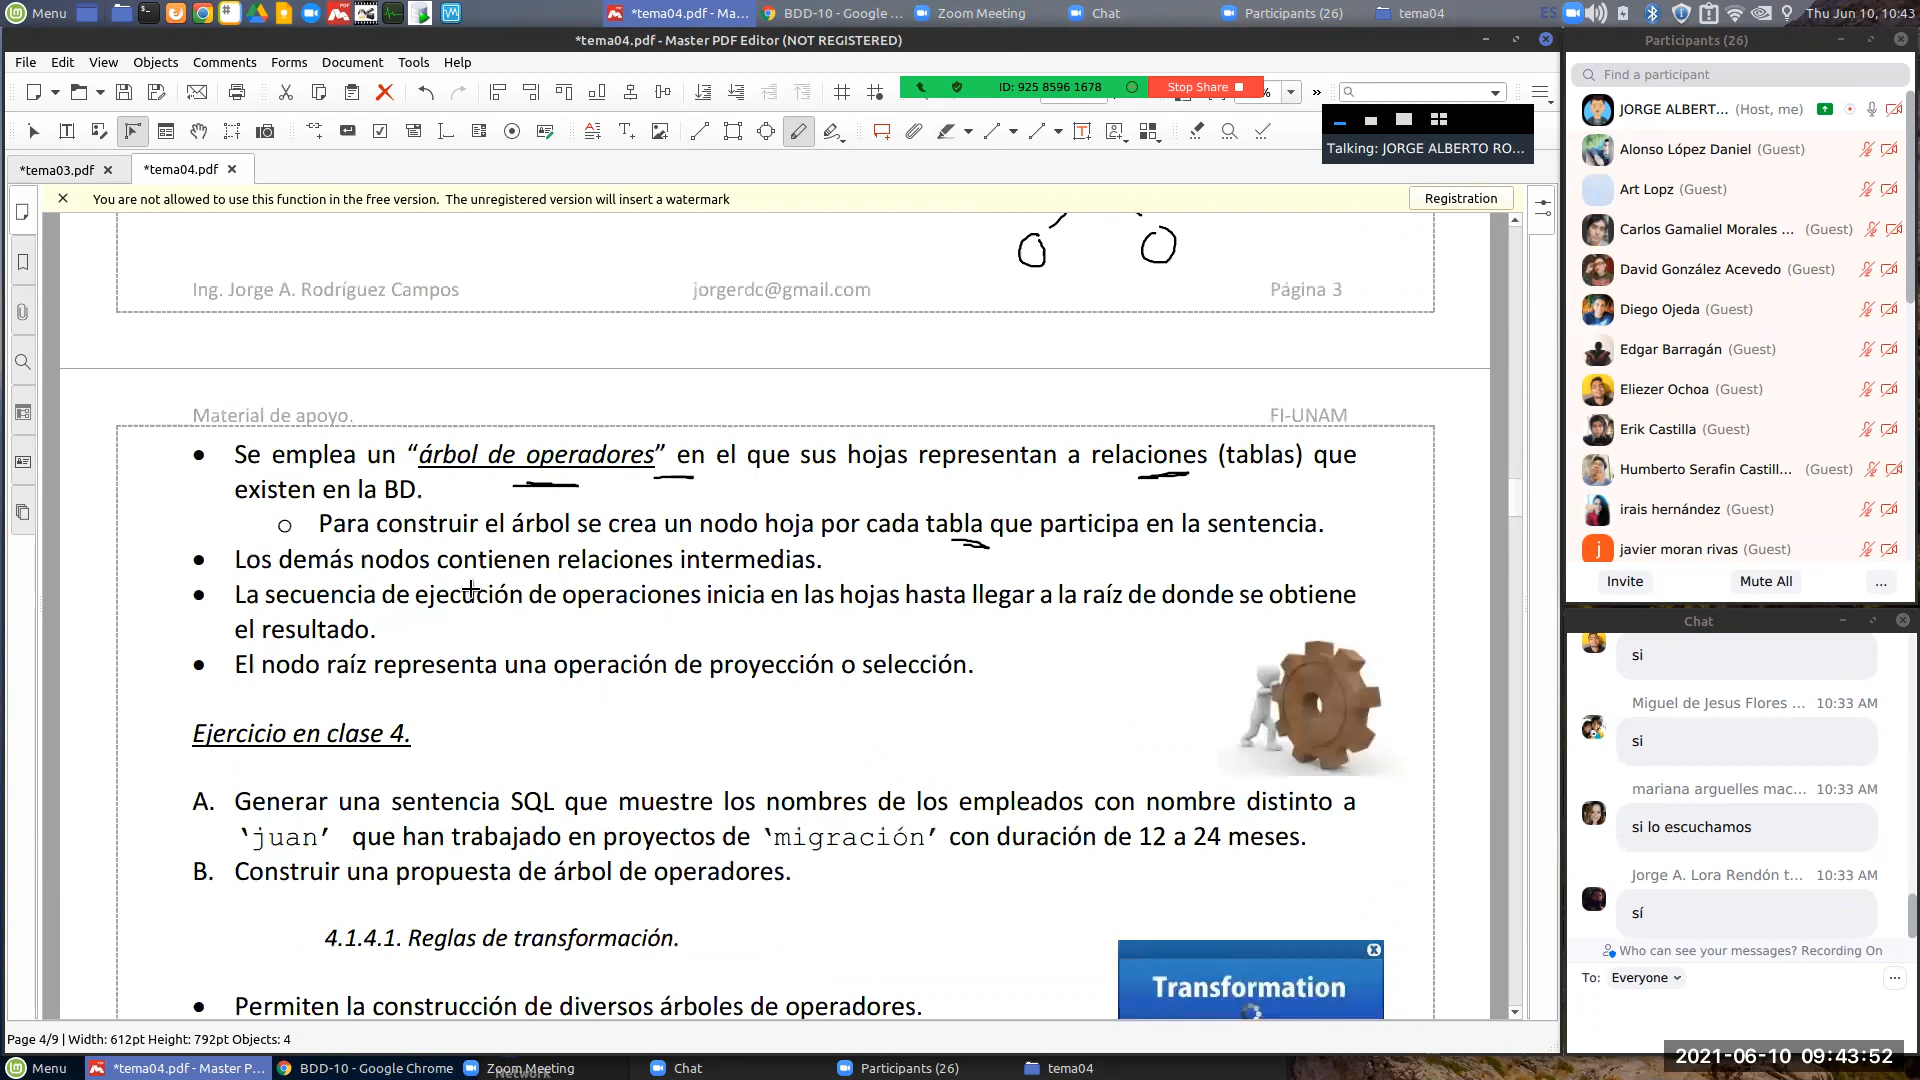 Menu
*tema04.pdf - Ma...
BDD-10 - Google ...
Zoom Meeting
Chat
Participants (26)
tema04
ES
Thu Jun 10, 10:43
*tema04.pdf - Master PDF Editor (NOT REGISTERED)
File Edit View Objects Comments Forms Document Tools Help
ID: 925 8596 1678
Stop Share
%
Talking: JORGE ALBERTO RO...
*tema03.pdf
*tema04.pdf
You are not allowed to use this function in the free version. The unregistered version will insert a watermark
Registration
Ing. Jorge A. Rodríguez Campos
jorgerdc@gmail.com
Página 3
Material de apoyo.
FI-UNAM
• Se emplea un “árbol de operadores” en el que sus hojas representan a relaciones (tablas) que
existen en la BD.
o Para construir el árbol se crea un nodo hoja por cada tabla que participa en la sentencia.
• Los demás nodos contienen relaciones intermedias.
• La secuencia de ejecución de operaciones inicia en las hojas hasta llegar a la raíz de donde se obtiene
el resultado.
• El nodo raíz representa una operación de proyección o selección.
Ejercicio en clase 4.
A. Generar una sentencia SQL que muestre los nombres de los empleados con nombre distinto a
‘juan’ que han trabajado en proyectos de ‘migración’ con duración de 12 a 24 meses.
B. Construir una propuesta de árbol de operadores.
4.1.4.1. Reglas de transformación.
• Permiten la construcción de diversos árboles de operadores.
Transformation
Page 4/9 | Width: 612pt Height: 792pt Objects: 4
Participants (26)
Find a participant
JORGE ALBERT... (Host, me)
Alonso López Daniel (Guest)
Art Lopz (Guest)
Carlos Gamaliel Morales ... (Guest)
David González Acevedo (Guest)
Diego Ojeda (Guest)
Edgar Barragán (Guest)
Eliezer Ochoa (Guest)
Erik Castilla (Guest)
Humberto Serafin Castill... (Guest)
irais hernández (Guest)
j javier moran rivas (Guest)
Invite
Mute All
...
Chat
si
Miguel de Jesus Flores ... 10:33 AM
si
mariana arguelles mac... 10:33 AM
si lo escuchamos
Jorge A. Lora Rendón t... 10:33 AM
sí
Who can see your messages? Recording On
To: Everyone
2021-06-10 09:43:52
Menu
*tema04.pdf - Master P...
BDD-10 - Google Chrome
Zoom Meeting
Network
Chat
Participants (26)
tema04